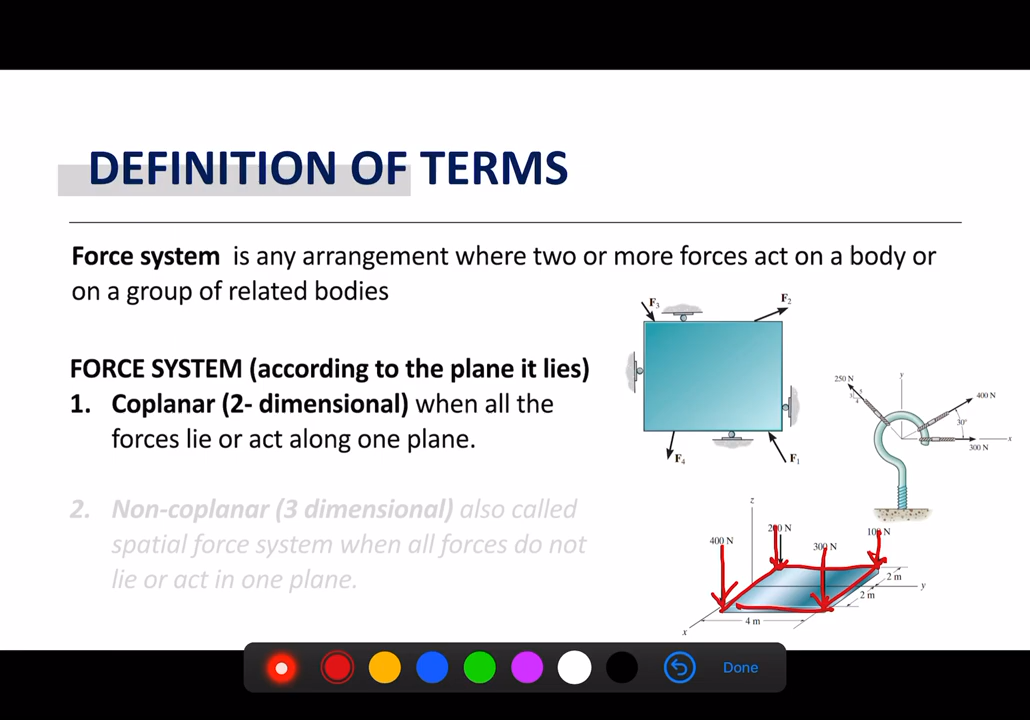 DEFINITION OF TERMS
Force system is any arrangement where two or more forces act on a body or
on a group of related bodies
FORCE SYSTEM (according to the plane it lies)
1. Coplanar (2- dimensional) when all the
forces lie or act along one plane.
2. Non-coplanar (3 dimensional) also called
spatial force system when all forces do not
lie or act in one plane.
F3
F2
F4
F1
y
250 N
400 N
30°
x
300 N
z
400 N
200 N
300 N
100 N
2 m
y
2 m
4 m
x
Done